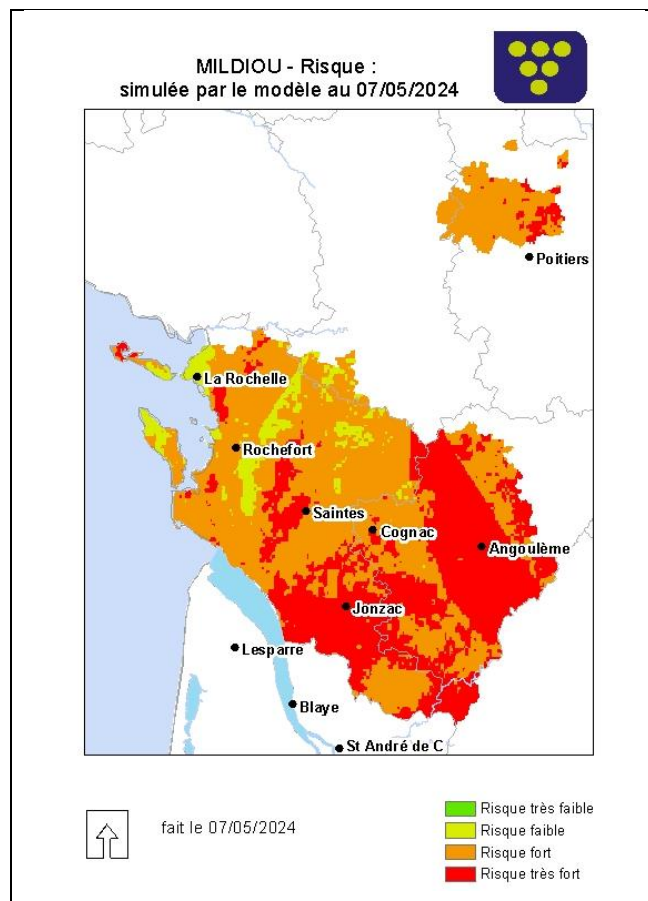 MILDIOU - Risque :
simulée par le modèle au 07/05/2024
Poitiers
La Rochelle
Rochefort
Saintes
Cognac
Angoulême
Jonzac
Lesparre
Blaye
St André de C
fait le 07/05/2024
Risque très faible
Risque faible
Risque fort
Risque très fort